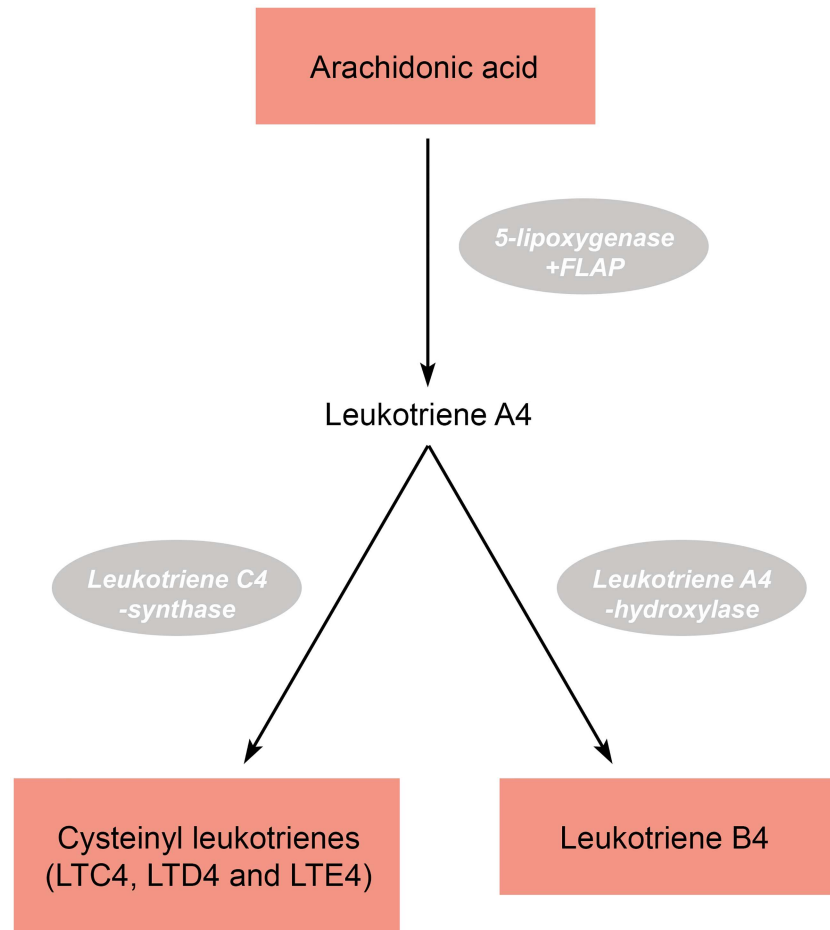 Arachidonic acid
5-lipoxygenase
+FLAP
Leukotriene A4
Leukotriene C4
-synthase
Leukotriene A4
-hydroxylase
Cysteinyl leukotrienes
(LTC4, LTD4 and LTE4)
Leukotriene B4